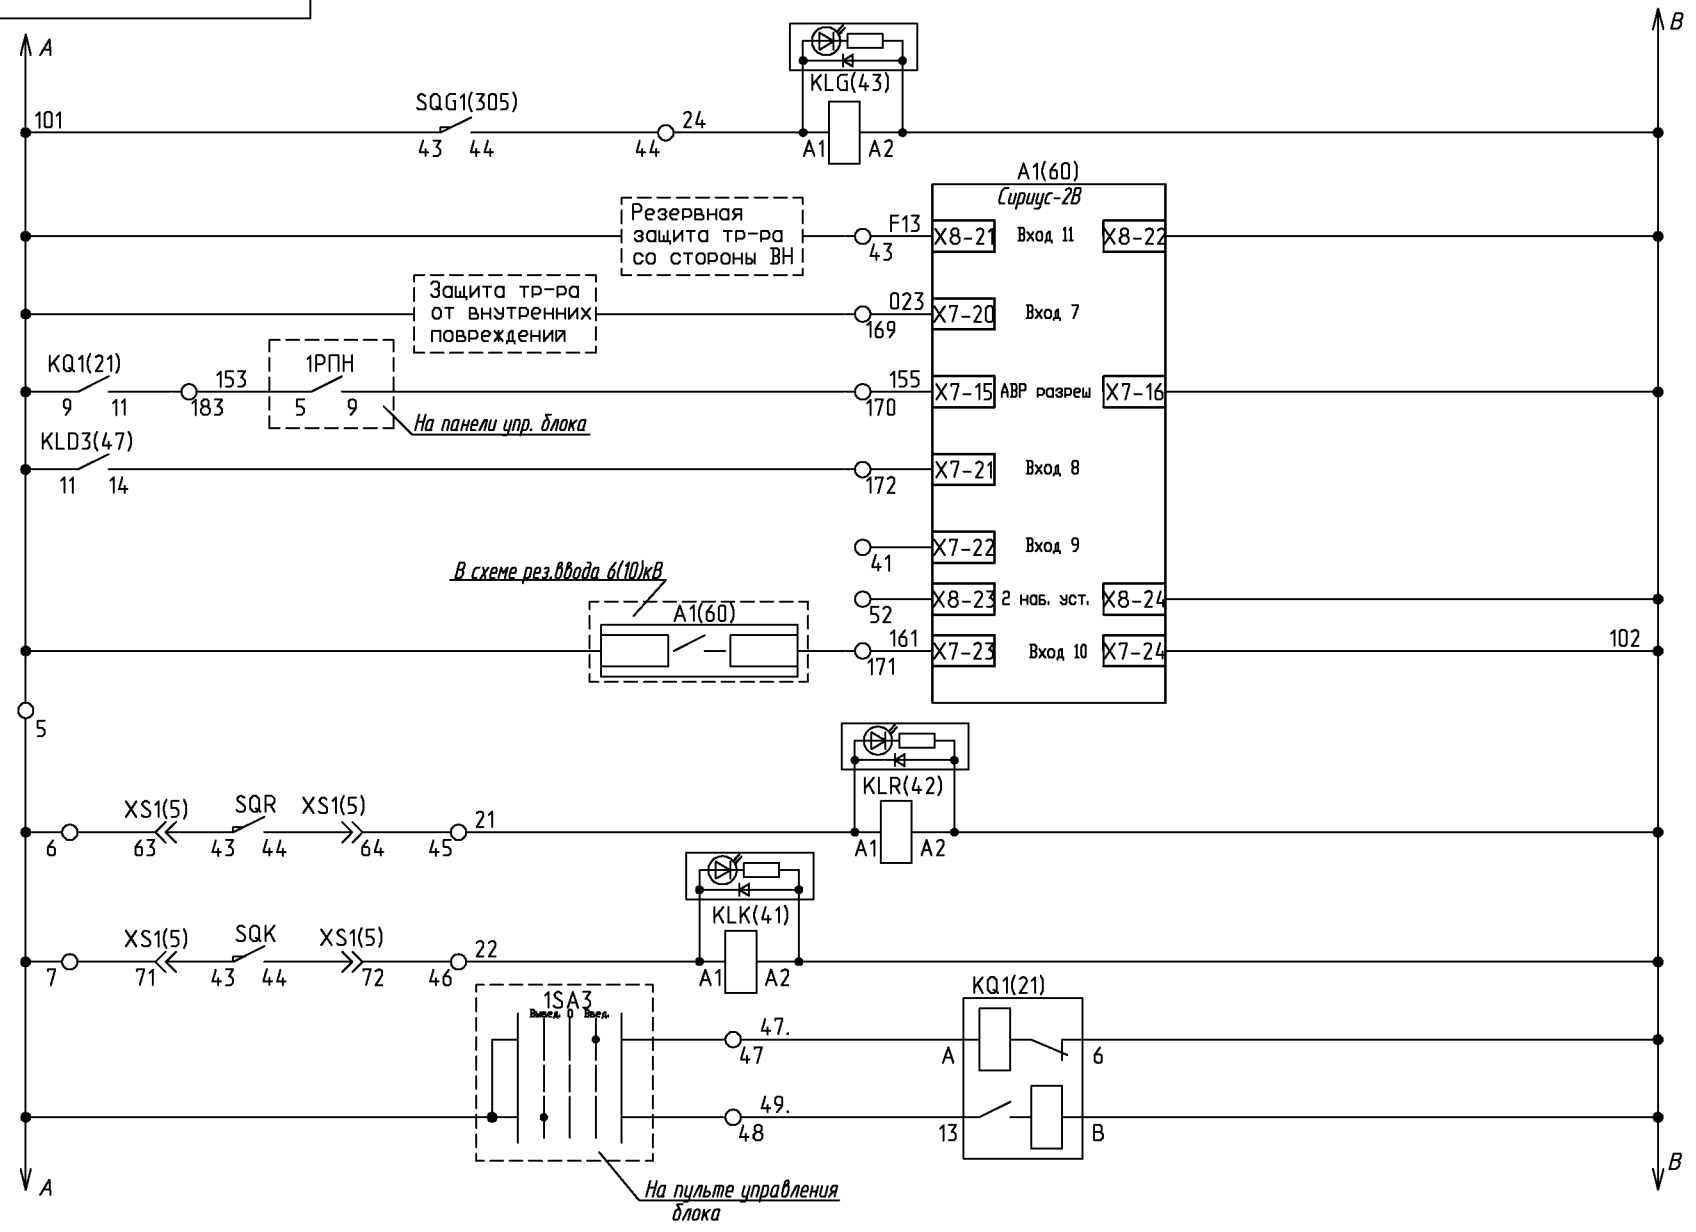 A
B
KLG(43)
SQG1(305)
101
43 44
44
24
A1 A2
A1(60)
Сириус-2В
Резервная
защита тр-ра
со стороны ВН
F13
43
X8-21 Вход 11 X8-22
Защита тр-ра
от внутренних
повреждений
023
169
X7-20 Вход 7
KQ1(21)
9 11
183
153
1РПН
5 9
155
170
X7-15 АВР разреш X7-16
На панели упр. блока
KLD3(47)
11 14
172
X7-21 Вход 8
41
X7-22 Вход 9
В схеме рез.ввода 6(10)кВ
52
X8-23 2 наб. уст. X8-24
A1(60)
161
171
X7-23 Вход 10 X7-24
102
5
KLR(42)
XS1(5) SQR XS1(5)
21
6 63 43 44 64 45
A1 A2
KLK(41)
XS1(5) SQK XS1(5)
22
7 71 43 44 72 46
A1 A2
1SA3
Вывед. 0 Введ.
KQ1(21)
47.
47
A 6
49.
48
13 B
На пульте управления
блока
A
B